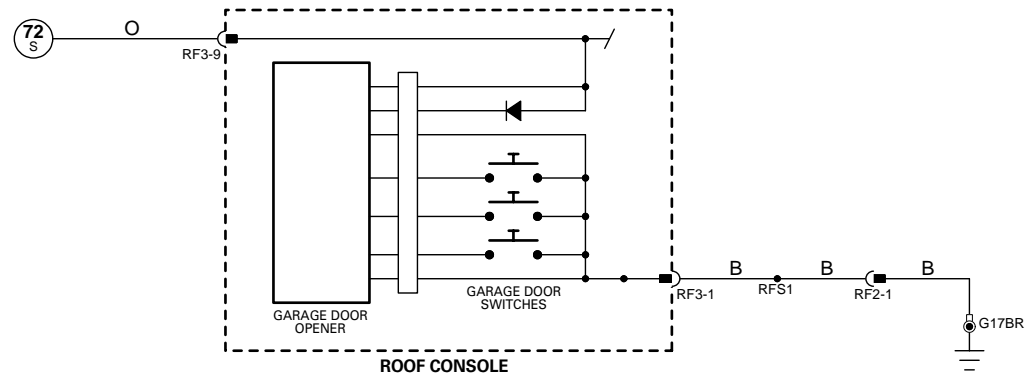 72
S
O
RF3-9
GARAGE DOOR
OPENER
GARAGE DOOR
SWITCHES
B
B
B
RF3-1
RFS1
RF2-1
G17BR
ROOF CONSOLE